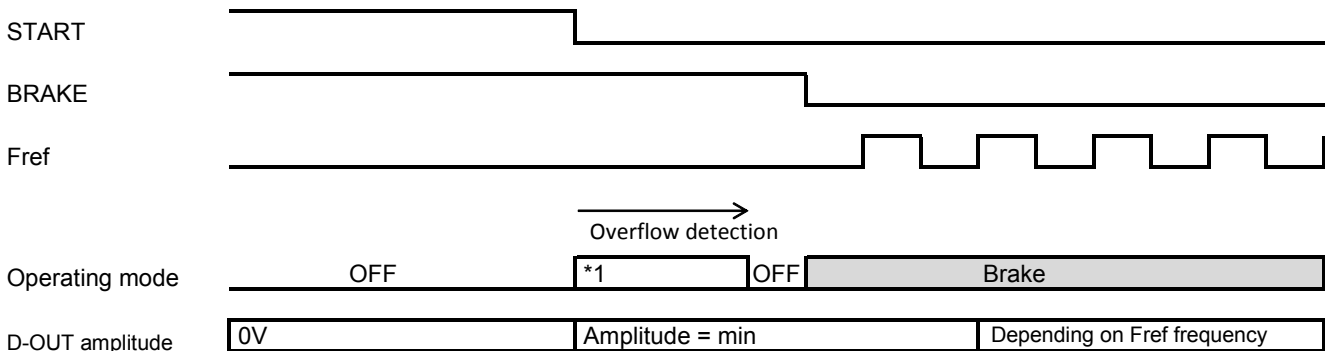 START
BRAKE
Fref
Overflow detection
Operating mode OFF *1 OFF Brake
D-OUT amplitude 0V Amplitude = min Depending on Fref frequency